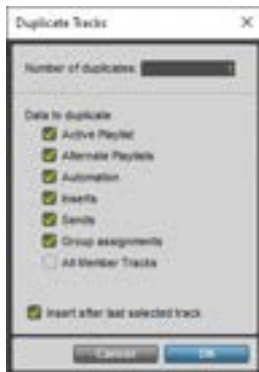 Duplicate Tracks
Number of duplicates:
1
Data to duplicate
Active Playlist
Alternate Playlists
Automation
Inserts
Sends
Group assignments
All Member Tracks
Insert after last selected track
Cancel
OK